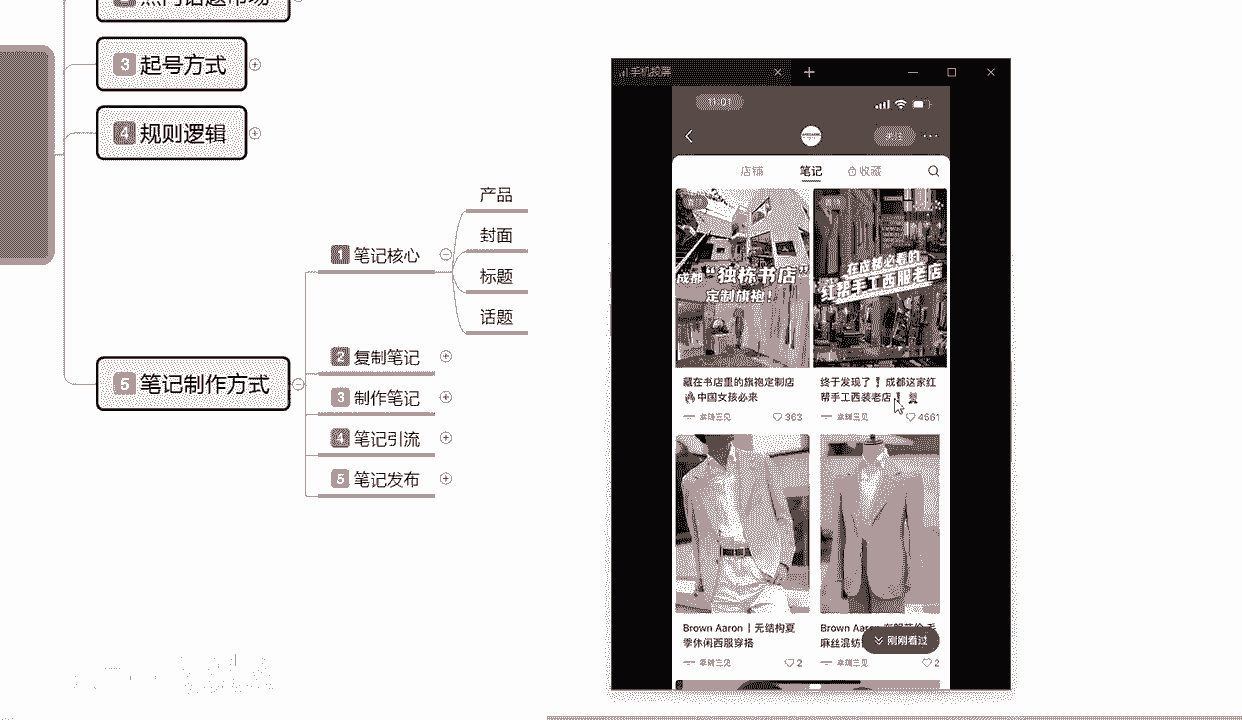 3 起号方式
4 规则逻辑
5 笔记制作方式
1 笔记核心
产品
封面
标题
话题
2 复制笔记
3 制作笔记
4 笔记引流
5 笔记发布
手机投屏
11:01
店铺
笔记
收藏
成都“独栋书店”
定制旗袍!
在成都必看的
红帮手工西服老店
藏在书店里的旗袍定制店
中国女孩必来
363
终于发现了❗成都这家红
帮手工西装老店❗
4561
Brown Aaron丨无结构夏
季休闲西服穿搭
2
Brown Aaron
麻丝混纺
刚刚看过
2